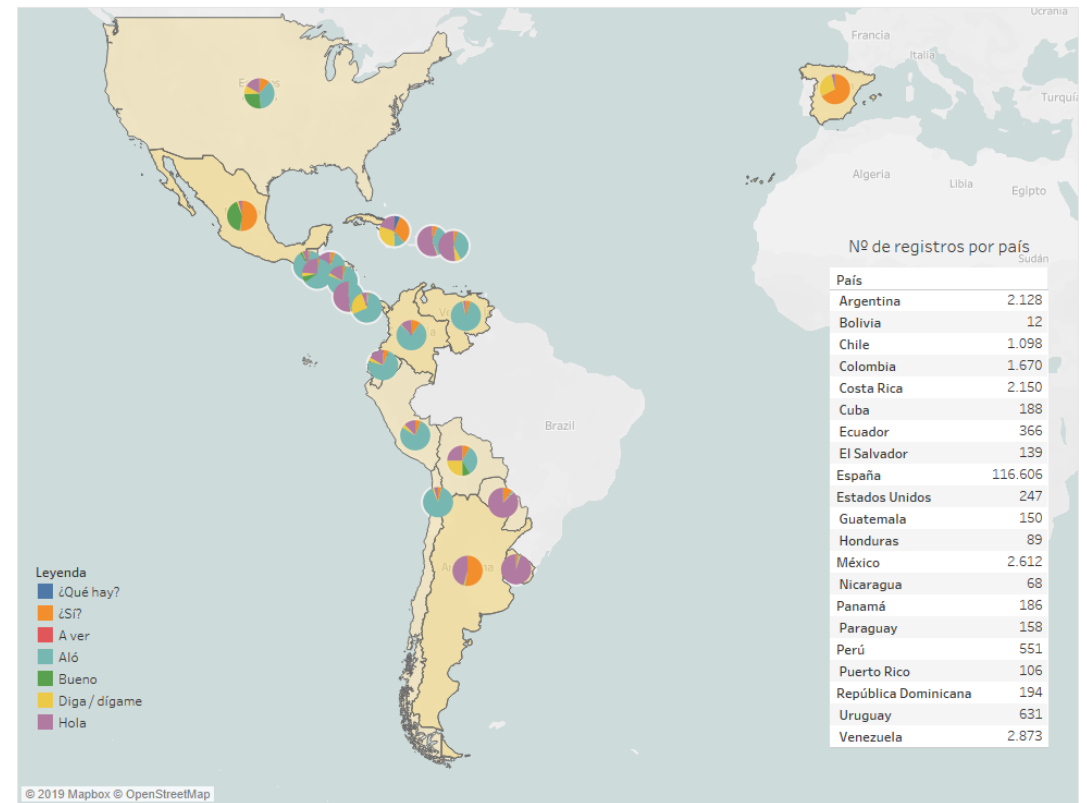 Ucrania
Francia
Italia
Turquí
Algeria
Libia
Egipto
Sudán
Brazil
Nº de registros por país
País
Argentina 2.128
Bolivia 12
Chile 1.098
Colombia 1.670
Costa Rica 2.150
Cuba 188
Ecuador 366
El Salvador 139
España 116.606
Estados Unidos 247
Guatemala 150
Honduras 89
México 2.612
Nicaragua 68
Panamá 186
Paraguay 158
Perú 551
Puerto Rico 106
República Dominicana 194
Uruguay 631
Venezuela 2.873
Leyenda
¿Qué hay?
¿Sí?
A ver
Aló
Bueno
Diga / dígame
Hola
© 2019 Mapbox © OpenStreetMap